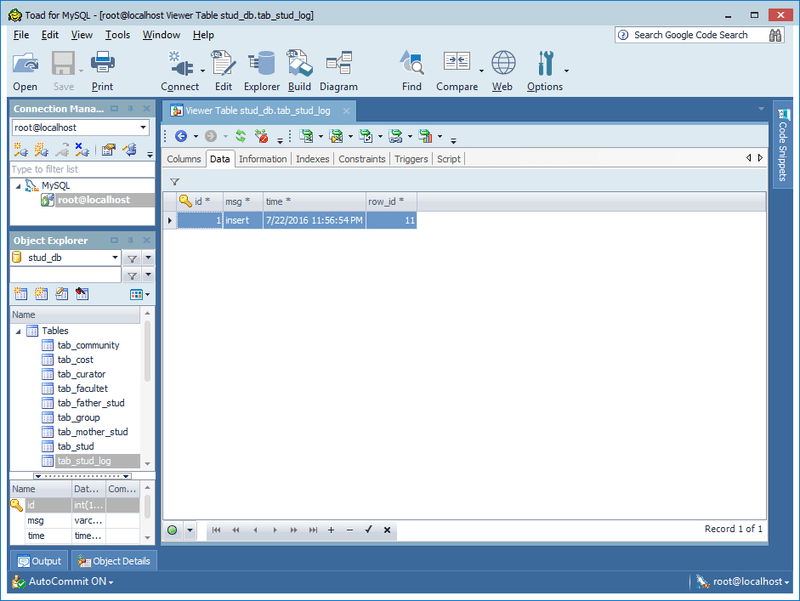 Toad for MySQL - [root@localhost Viewer Table stud_db.tab_stud_log]
File Edit View Tools Window Help
Search Google Code Search
Open Save Print Connect Edit Explorer Build Diagram Find Compare Web Options
Connection Mana...
root@localhost
Type to filter list
MySQL
root@localhost
Object Explorer
stud_db
Name
Tables
tab_community
tab_cost
tab_curator
tab_facultet
tab_father_stud
tab_group
tab_mother_stud
tab_stud
tab_stud_log
Name Dat... Com...
id int(1...
msg varc...
time time...
Viewer Table stud_db.tab_stud_log
Columns Data Information Indexes Constraints Triggers Script
id * msg * time * row_id *
1 insert 7/22/2016 11:56:54 PM 11
Record 1 of 1
Code Snippets
Output Object Details
AutoCommit ON
root@localhost